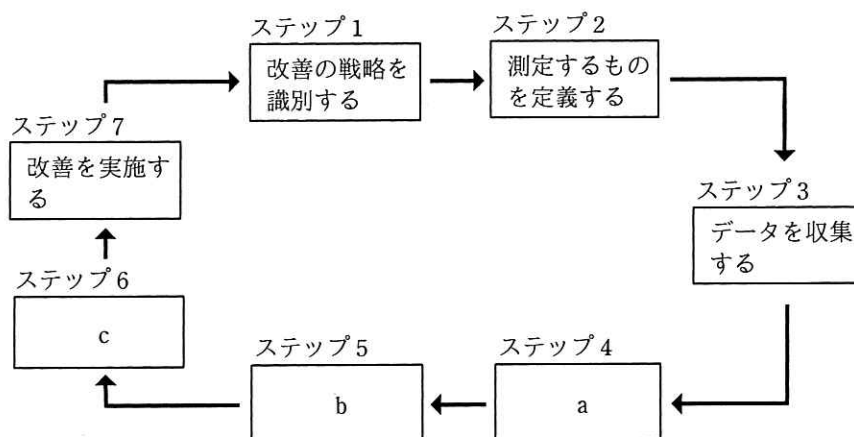 ステップ1
改善の戦略を
識別する
ステップ2
測定するもの
を定義する
ステップ3
データを収集
する
ステップ4
a
ステップ5
b
ステップ6
c
ステップ7
改善を実施す
る